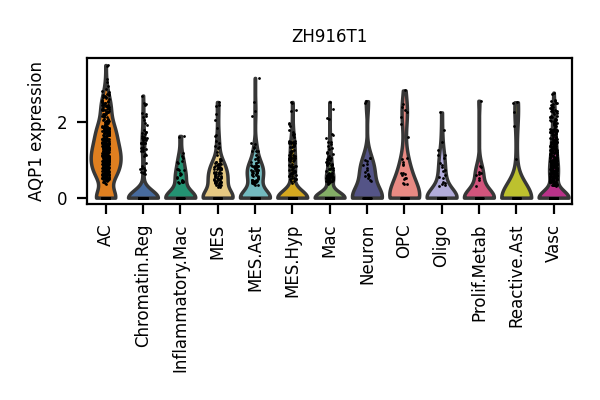 ZH916T1
AQP1 expression
2
0
AC
Chromatin.Reg
Inflammatory.Mac
MES
MES.Ast
MES.Hyp
Mac
Neuron
OPC
Oligo
Prolif.Metab
Reactive.Ast
Vasc